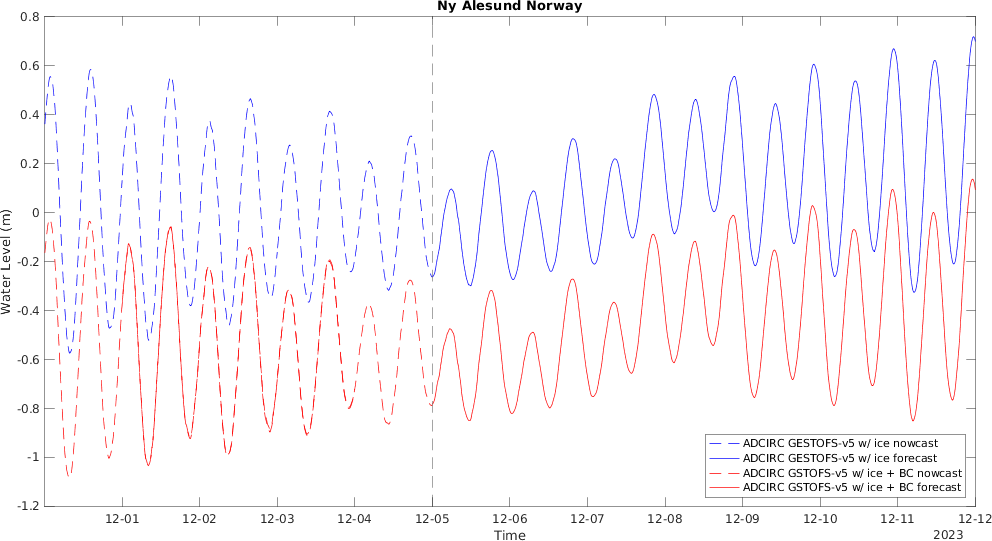 Ny Alesund Norway
0.8
0.6
0.4
0.2
0
-0.2
-0.4
-0.6
-0.8
-1
-1.2
Water Level (m)
ADCIRC GESTOFS-v5 w/ ice nowcast
ADCIRC GESTOFS-v5 w/ ice forecast
ADCIRC GSTOFS-v5 w/ ice + BC nowcast
ADCIRC GSTOFS-v5 w/ ice + BC forecast
12-01 12-02 12-03 12-04 12-05 12-06 12-07 12-08 12-09 12-10 12-11 12-12
Time
2023